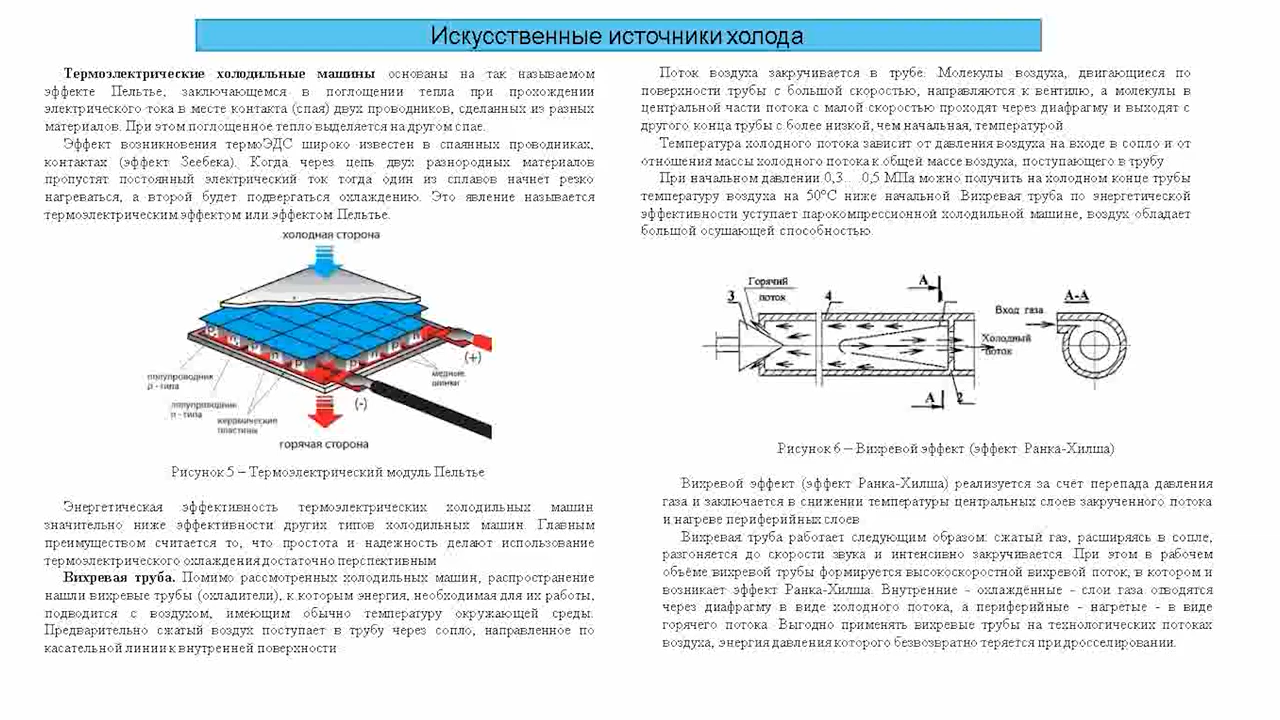 Искусственные источники холода
Термоэлектрические холодильные машины основаны на так называемом
эффекте Пельтье, заключающемся в поглощении тепла при прохождении
электрического тока в месте контакта (спая) двух проводников, сделанных из разных
материалов. При этом поглощенное тепло выделяется на другом спае.
Эффект возникновения термоЭДС широко известен в спаянных проводниках,
контактах (эффект Зеебека). Когда через цепь двух разнородных материалов
пропустят постоянный электрический ток тогда один из сплавов начнет резко
нагреваться, а второй будет подвергаться охлаждению. Это явление называется
термоэлектрическим эффектом или эффектом Пельтье.
холодная сторона
(+)
полупроводник
p - типа
медные
шинки
полупроводник
n - типа
(-)
керамические
пластины
горячая сторона
Рисунок 5 – Термоэлектрический модуль Пельтье
Энергетическая эффективность термоэлектрических холодильных машин
значительно ниже эффективности других типов холодильных машин. Главным
преимуществом считается то, что простота и надежность делают использование
термоэлектрического охлаждения достаточно перспективным
Вихревая труба. Помимо рассмотренных холодильных машин, распространение
нашли вихревые трубы (охладители), к которым энергия, необходимая для их работы,
подводится с воздухом, имеющим обычно температуру окружающей среды.
Предварительно сжатый воздух поступает в трубу через сопло, направленное по
касательной линии к внутренней поверхности
Поток воздуха закручивается в трубе. Молекулы воздуха, двигающиеся по
поверхности трубы с большой скоростью, направляются к вентилю, а молекулы в
центральной части потока с малой скоростью проходят через диафрагму и выходят с
другого конца трубы с более низкой, чем начальная, температурой
Температура холодного потока зависит от давления воздуха на входе в сопло и от
отношения массы холодного потока к общей массе воздуха, поступающего в трубу
При начальном давлении 0,3... 0,5 МПа можно получить на холодном конце трубы
температуру воздуха на 50°С ниже начальной. Вихревая труба по энергетической
эффективности уступает парокомпрессионной холодильной машине, воздух обладает
большой осушающей способностью.
Горячий
поток
3
4
А
1
А-А
Вход газа
Холодный
поток
А
2
Рисунок 6 – Вихревой эффект (эффект Ранка-Хилша)
Вихревой эффект (эффект Ранка-Хилша) реализуется за счёт перепада давления
газа и заключается в снижении температуры центральных слоев закрученного потока
и нагреве периферийных слоев
Вихревая труба работает следующим образом: сжатый газ, расширяясь в сопле,
разгоняется до скорости звука и интенсивно закручивается. При этом в рабочем
объёме вихревой трубы формируется высокоскоростной вихревой поток, в котором и
возникает эффект Ранка-Хилша. Внутренние - охлаждённые - слои газа отводятся
через диафрагму в виде холодного потока, а периферийные - нагретые - в виде
горячего потока. Выгодно применять вихревые трубы на технологических потоках
воздуха, энергия давления которого безвозвратно теряется при дросселировании.